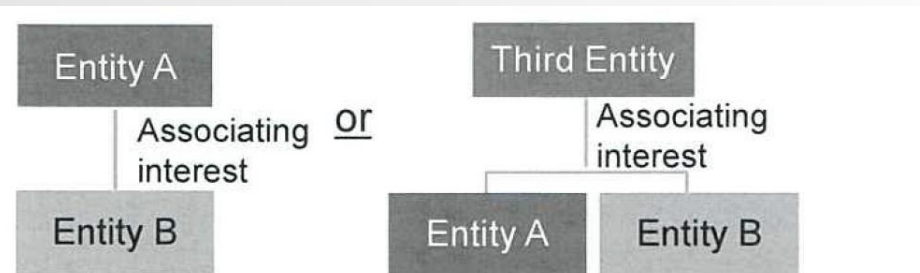 Entity A
Associating
interest
Entity B
or
Third Entity
Associating
interest
Entity A
Entity B